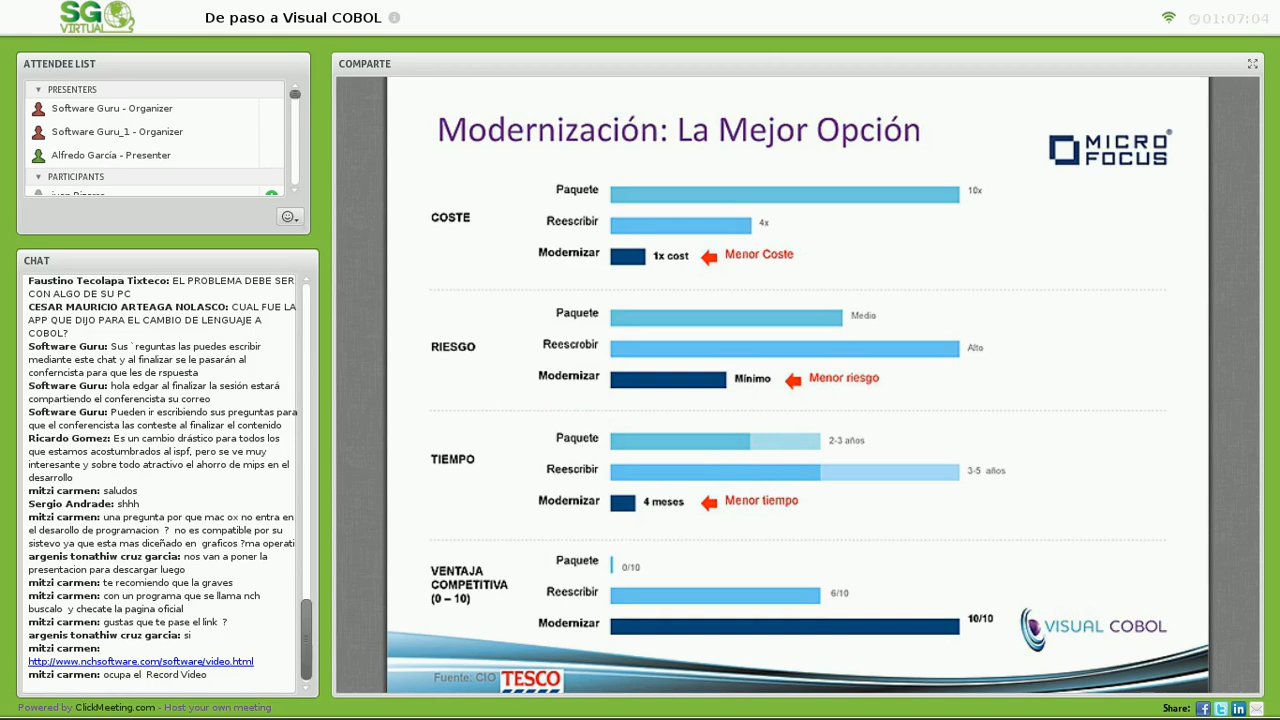 SG
VIRTUAL
De paso a Visual COBOL
01:07:04
ATTENDEE LIST
PRESENTERS
Software Guru - Organizer
Software Guru_1 - Organizer
Alfredo García - Presenter
PARTICIPANTS
CHAT
Faustino Tecolapa Tixteco: EL PROBLEMA DEBE SER
CON ALGO DE SU PC
CESAR MAURICIO ARTEAGA NOLASCO: CUAL FUE LA
APP QUE DIJO PARA EL CAMBIO DE LENGUAJE A
COBOL?
Software Guru: Sus `reguntas las puedes escribir
mediante este chat y al finalizar se le pasarán al
conferncista para que les de rspuesta
Software Guru: hola edgar al finalizar la sesión estará
compartiendo el conferencista su correo
Software Guru: Pueden ir escribiendo sus preguntas para
que el conferencista las conteste al finalizar el contenido
Ricardo Gomez: Es un cambio drástico para todos los
que estamos acostumbrados al ispf, pero se ve muy
interesante y sobre todo atractivo el ahorro de mips en el
desarrollo
mitzi carmen: saludos
Sergio Andrade: shhh
mitzi carmen: una pregunta por que mac ox no entra en
el desarollo de programacion ? no es compatible por su
sistevo ya que esta mas diceñado en graficos ?ma operati
argenis tonathiw cruz garcia: nos van a poner la
presentacion para descargar luego
mitzi carmen: te recomiendo que la graves
mitzi carmen: con un programa que se llama nch
buscalo y checate la pagina oficial
mitzi carmen: gustas que te pase el link ?
argenis tonathiw cruz garcia: si
mitzi carmen:
http://www.nchsoftware.com/software/video.html
mitzi carmen: ocupa el Record Video
COMPARTE
Modernización: La Mejor Opción
MICRO
FOCUS
COSTE
Paquete 10x
Reescribir 4x
Modernizar 1x cost Menor Coste
RIESGO
Paquete Medio
Reescrobir Alto
Modernizar Mínimo Menor riesgo
TIEMPO
Paquete 2-3 años
Reescribir 3-5 años
Modernizar 4 meses Menor tiempo
VENTAJA
COMPETITIVA
(0 – 10)
Paquete 0/10
Reescribir 6/10
Modernizar 10/10
VISUAL COBOL
Fuente: CIO TESCO
Powered by ClickMeeting.com - Host your own meeting
Share: